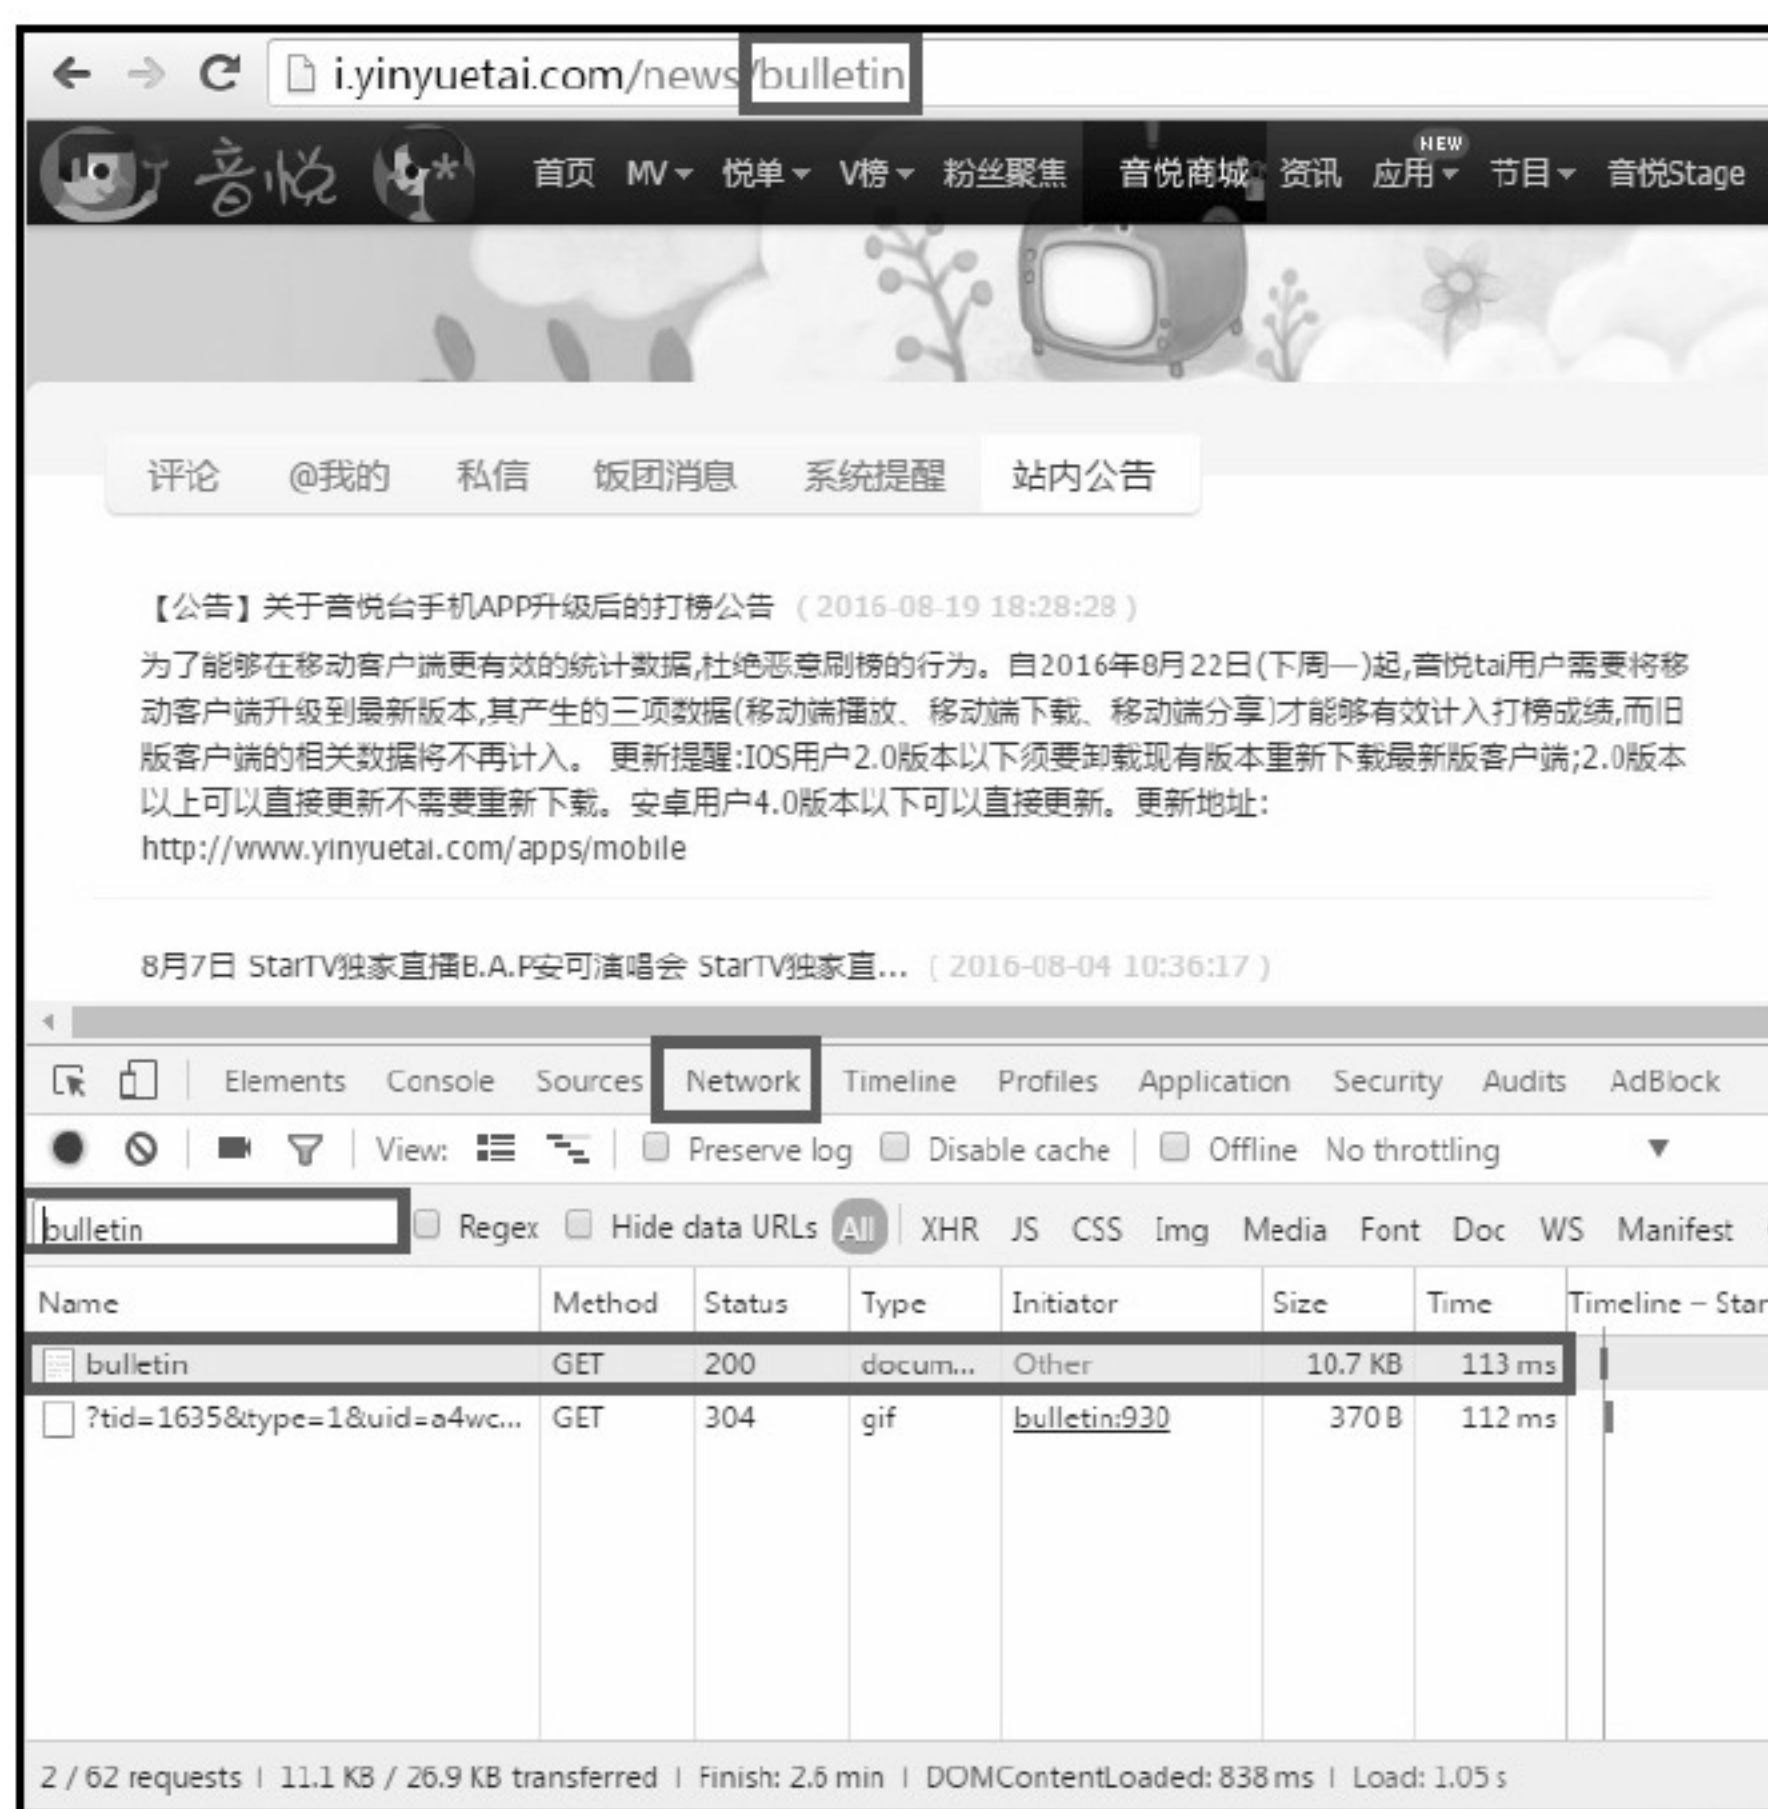 i.yinyuetai.com/news/bulletin
音悦 首页 MV 悦单 V榜 粉丝聚焦 音悦商城 资讯 应用 NEW 节目 音悦Stage
评论 @我的 私信 饭团消息 系统提醒 站内公告
【公告】关于音悦台手机APP升级后的打榜公告 (2016-08-19 18:28:28)
为了能够在移动客户端更有效的统计数据,杜绝恶意刷榜的行为。自2016年8月22日(下周一)起,音悦tai用户需要将移
动客户端升级到最新版本,其产生的三项数据(移动端播放、移动端下载、移动端分享)才能够有效计入打榜成绩,而旧
版客户端的相关数据将不再计入。 更新提醒:IOS用户2.0版本以下须要卸载现有版本重新下载最新版客户端;2.0版本
以上可以直接更新不需要重新下载。安卓用户4.0版本以下可以直接更新。更新地址:
http://www.yinyuetai.com/apps/mobile
8月7日 StarTV独家直播B.A.P安可演唱会 StarTV独家直... (2016-08-04 10:36:17)
Elements Console Sources Network Timeline Profiles Application Security Audits AdBlock
View: Preserve log Disable cache Offline No throttling
bulletin Regex Hide data URLs All XHR JS CSS Img Media Font Doc WS Manifest
Name Method Status Type Initiator Size Time Timeline – Star
bulletin GET 200 docum... Other 10.7 KB 113 ms
?tid=1635&type=1&uid=a4wc... GET 304 gif bulletin:930 370 B 112 ms
2 / 62 requests | 11.1 KB / 26.9 KB transferred | Finish: 2.6 min | DOMContentLoaded: 838 ms | Load: 1.05 s